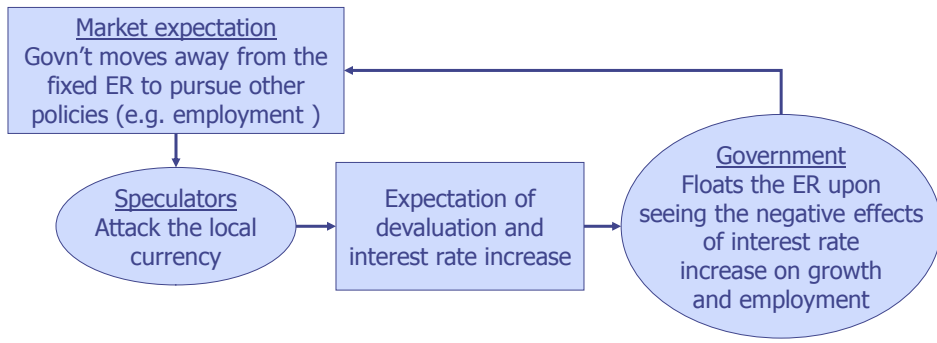 Market expectation
Govn't moves away from the
fixed ER to pursue other
policies (e.g. employment )
Speculators
Attack the local
currency
Expectation of
devaluation and
interest rate increase
Government
Floats the ER upon
seeing the negative effects
of interest rate
increase on growth
and employment